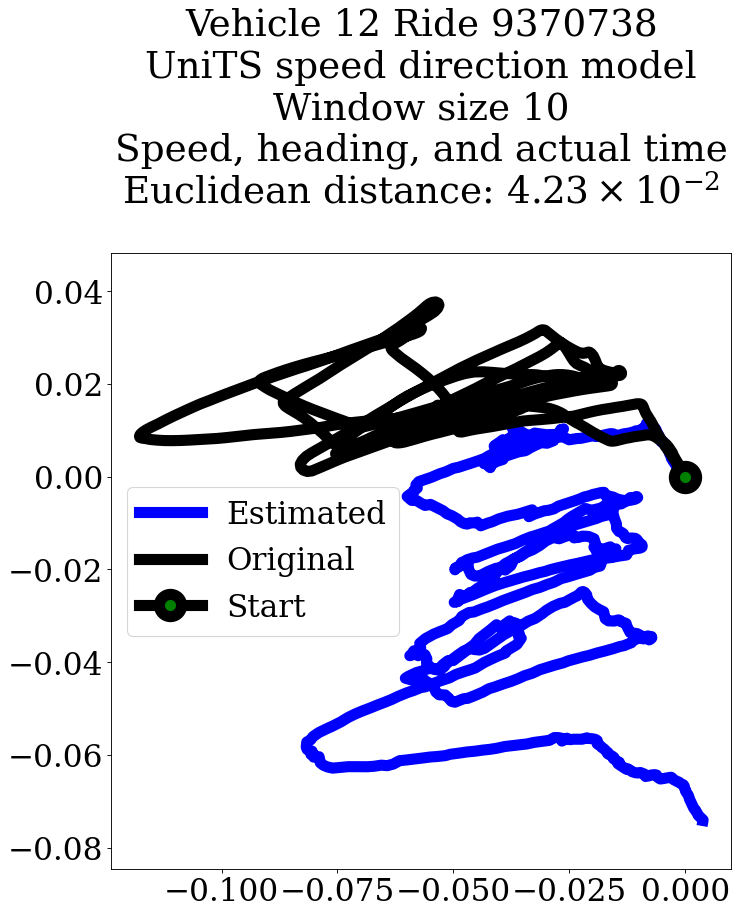 Vehicle 12 Ride 9370738
UniTS speed direction model
Window size 10
Speed, heading, and actual time
Euclidean distance: 4.23 × 10⁻²
0.04
0.02
0.00
−0.02
−0.04
−0.06
−0.08
Estimated
Original
Start
−0.100 −0.075 −0.050 −0.025 0.000